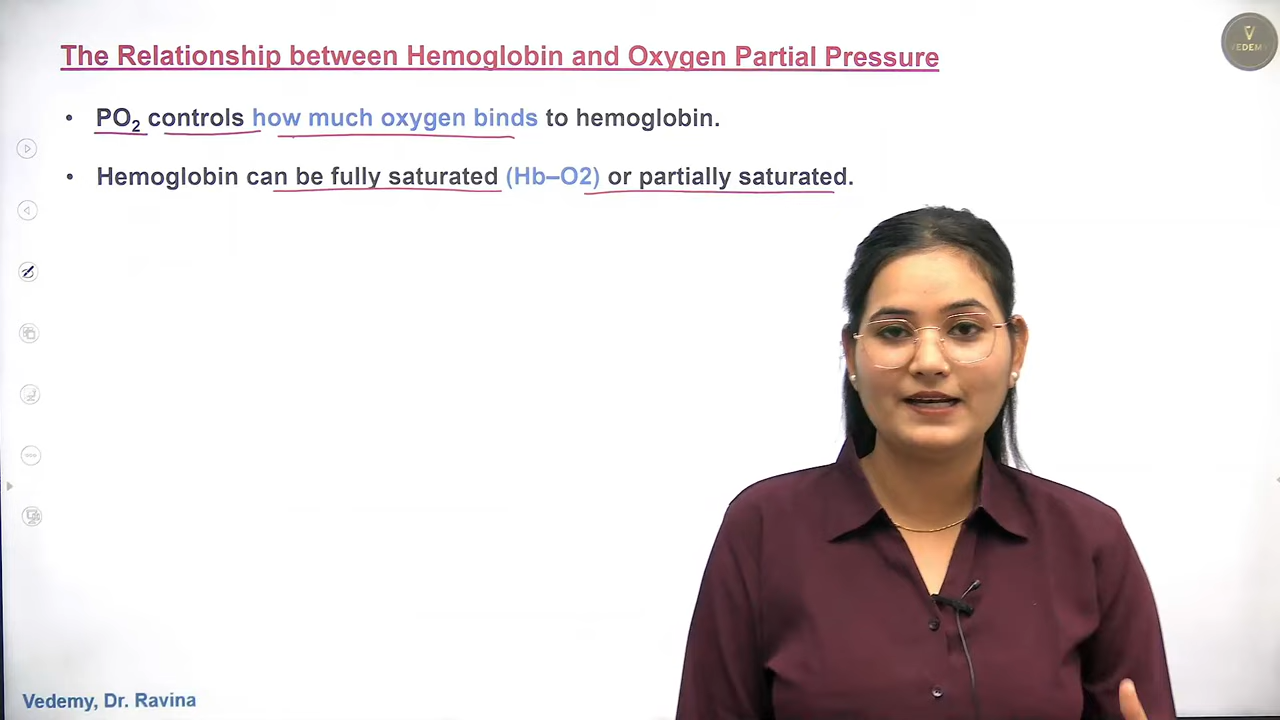 The Relationship between Hemoglobin and Oxygen Partial Pressure
VEDEMY
• PO₂ controls how much oxygen binds to hemoglobin.
• Hemoglobin can be fully saturated (Hb–O2) or partially saturated.
Vedemy, Dr. Ravina